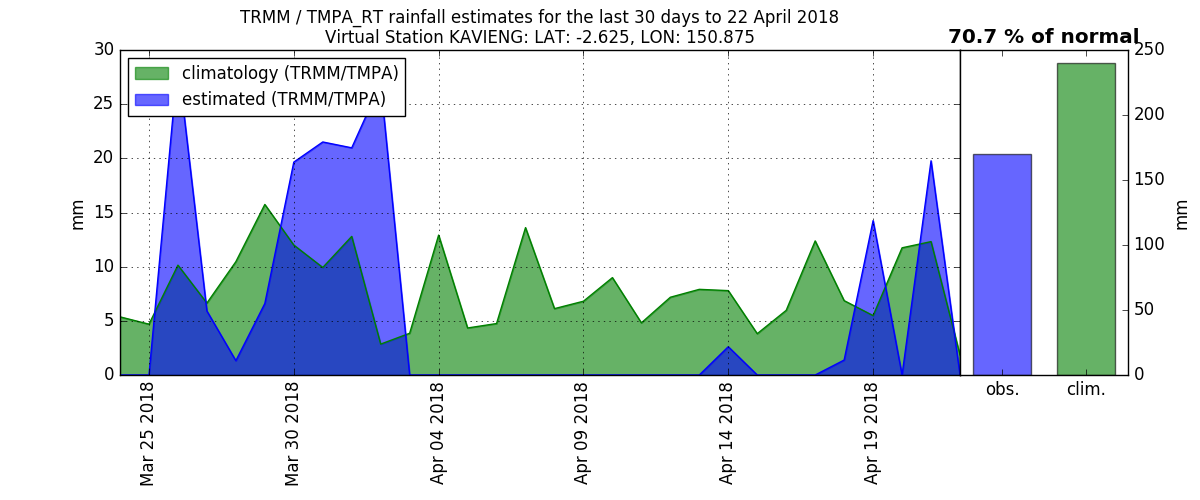 TRMM / TMPA_RT rainfall estimates for the last 30 days to 22 April 2018
Virtual Station KAVIENG: LAT: -2.625, LON: 150.875
70.7 % of normal
climatology (TRMM/TMPA)
estimated (TRMM/TMPA)
30
25
20
15
10
5
0
mm
250
200
150
100
50
0
mm
Mar 25 2018
Mar 30 2018
Apr 04 2018
Apr 09 2018
Apr 14 2018
Apr 19 2018
obs.
clim.